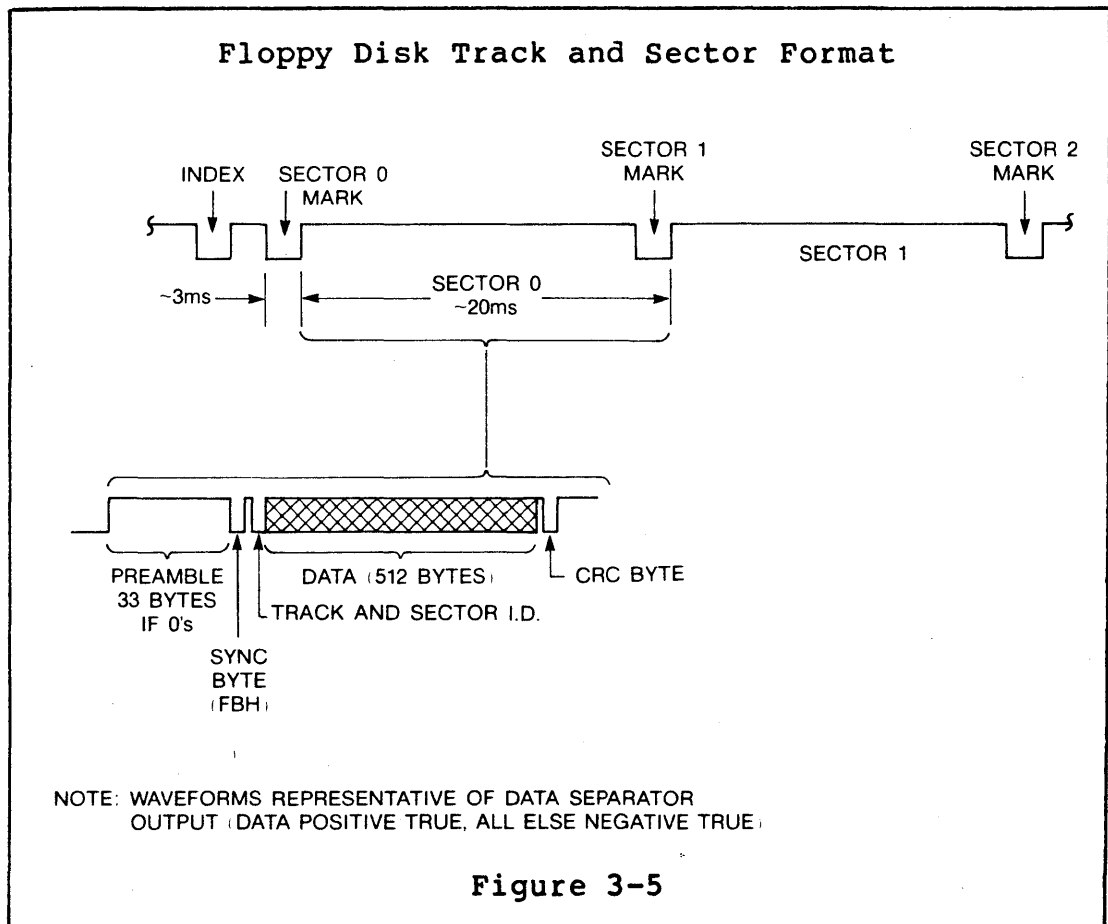 Floppy Disk Track and Sector Format
INDEX
SECTOR 0
MARK
SECTOR 1
MARK
SECTOR 2
MARK
SECTOR 1
~3ms
SECTOR 0
~20ms
PREAMBLE
33 BYTES
IF 0's
SYNC
BYTE
(FBH)
TRACK AND SECTOR I.D.
DATA (512 BYTES)
CRC BYTE
NOTE: WAVEFORMS REPRESENTATIVE OF DATA SEPARATOR
OUTPUT (DATA POSITIVE TRUE, ALL ELSE NEGATIVE TRUE)
Figure 3-5